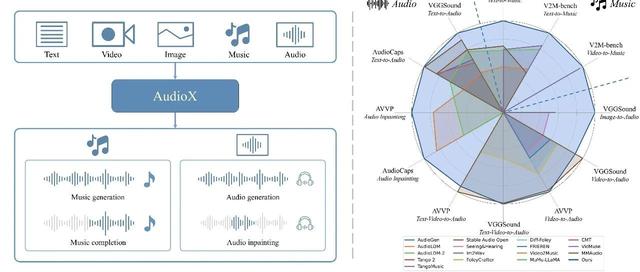 Text Video Image Music Audio
AudioX
Music generation
Audio generation
Music completion
Audio inpainting
Audio
Music
VGGSound
Text-to-Audio
Text-to-Music
V2M-bench
Video-to-Music
V2M-bench
AudioCaps
Text-to-Audio
VGGSound
Image-to-Audio
AVVP
Audio Inpainting
VGGSound
Video-to-Audio
AudioCaps
Audio Inpainting
AVVP
Video-to-Audio
AVVP
Text-Video-to-Audio
VGGSound
Text-Video-to-Audio
AudioGen
AudioLDM
AudioLDM 2
Tango 2
TangoMusic
Stable Audio Open
Seeing&Hearing
Im2Wav
FoleyCrafter
Diff-Foley
FRIEREN
Video2Music
MuMu-LLaMA
CMT
VidMuse
MMAudio
Ours